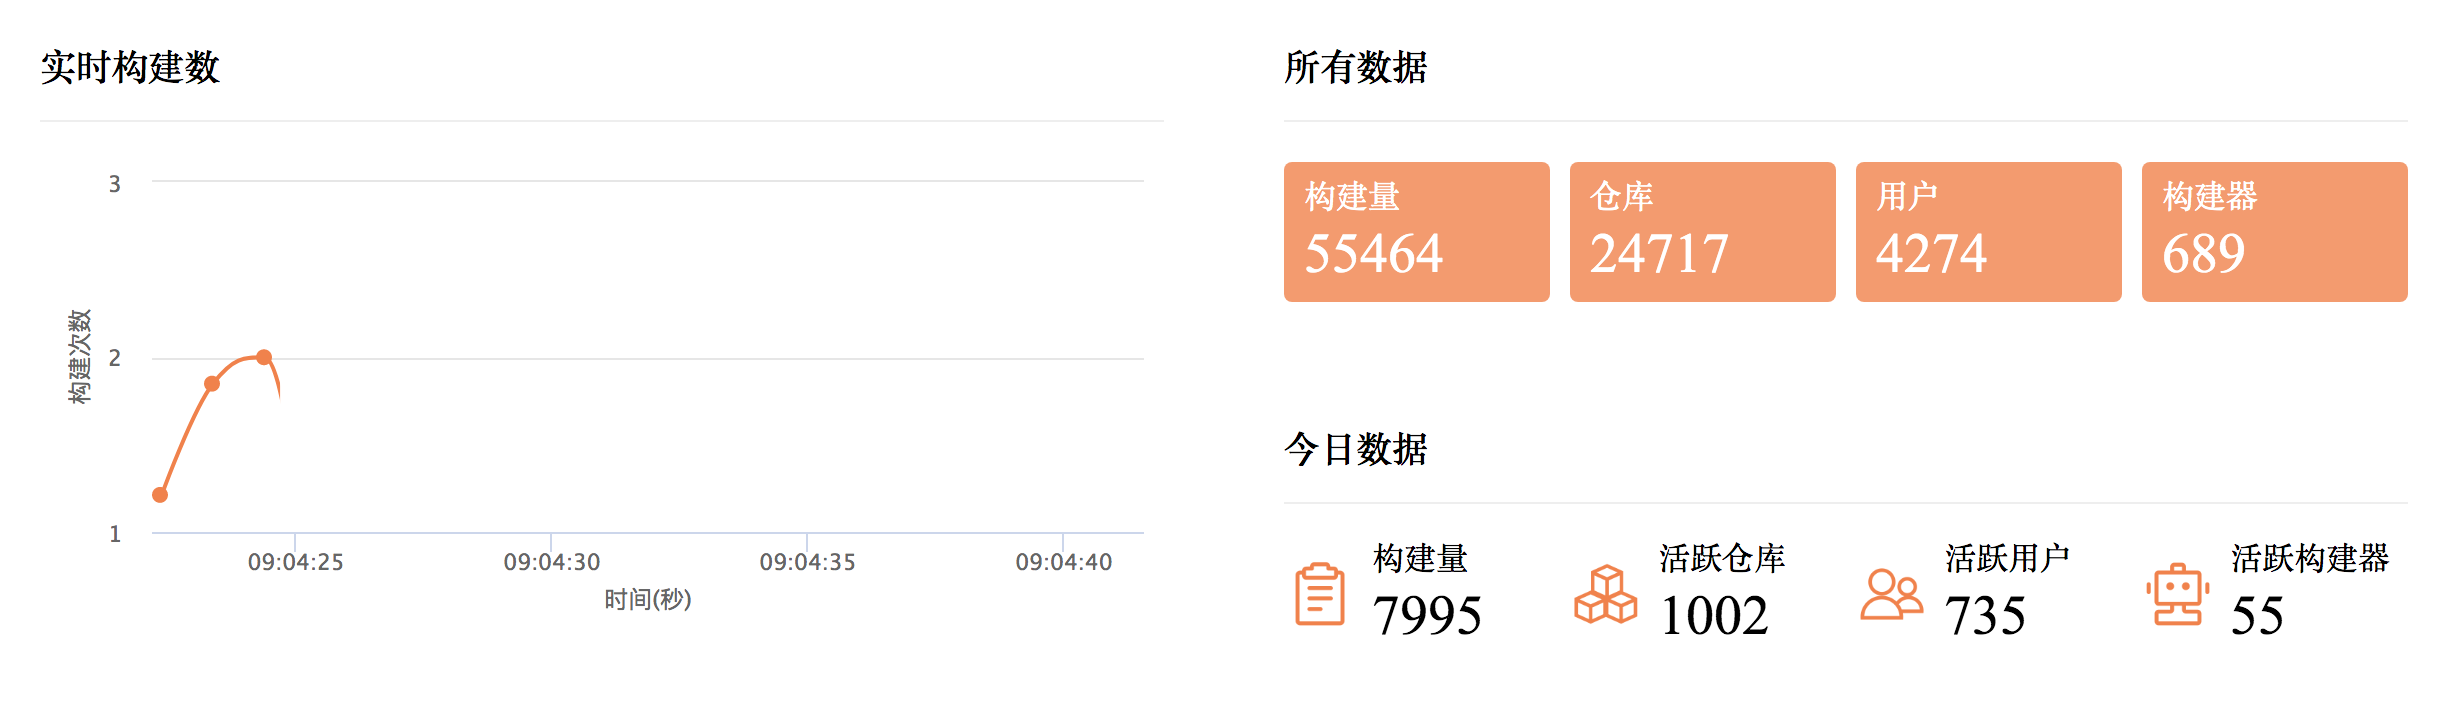 实时构建数
3
2
1
构建次数
09:04:25 09:04:30 09:04:35 09:04:40
时间(秒)
所有数据
构建量 仓库 用户 构建器
55464 24717 4274 689
今日数据
构建量 活跃仓库 活跃用户 活跃构建器
7995 1002 735 55